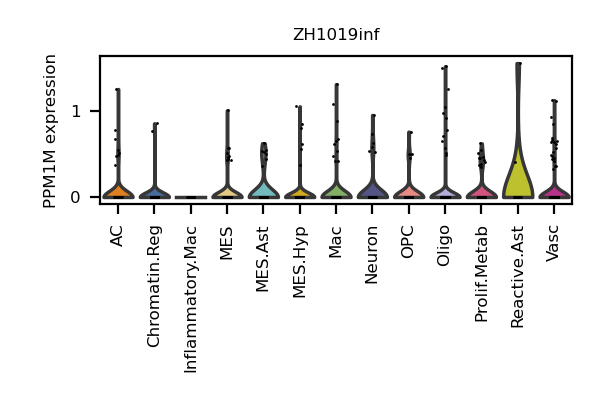 ZH1019inf
PPM1M expression
1
0
AC
Chromatin.Reg
Inflammatory.Mac
MES
MES.Ast
MES.Hyp
Mac
Neuron
OPC
Oligo
Prolif.Metab
Reactive.Ast
Vasc